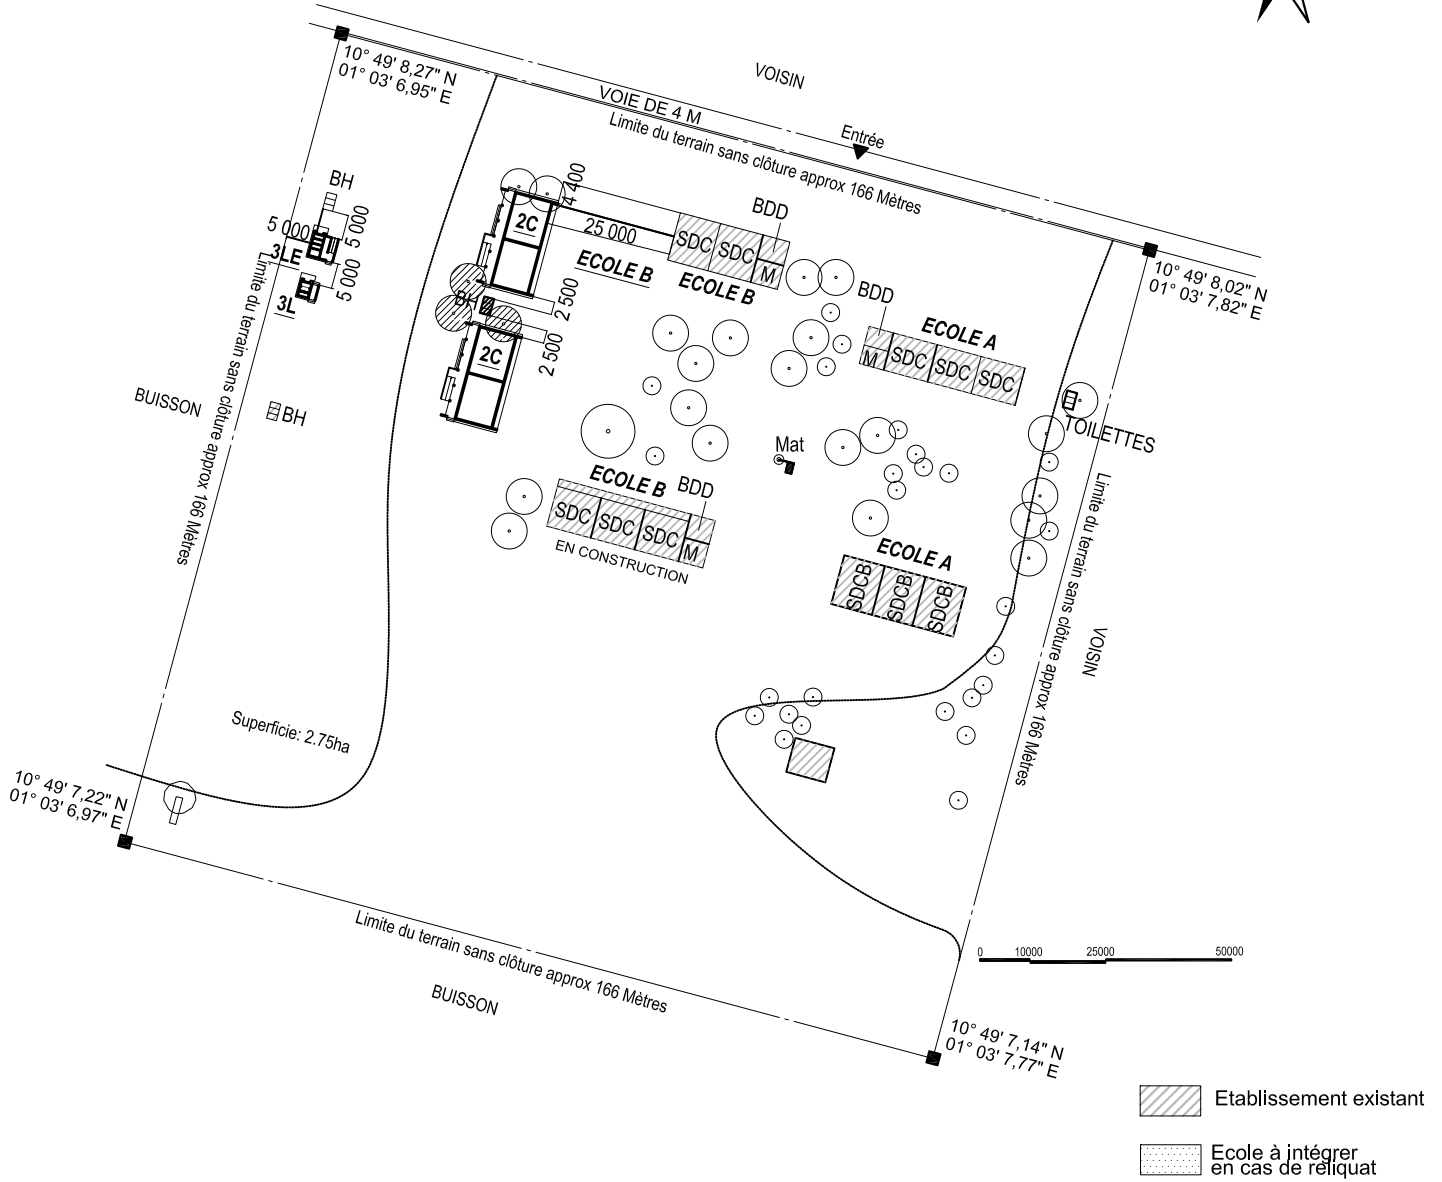 VOISIN
10° 49' 8,27" N
01° 03' 6,95" E
VOIE DE 4 M
Limite du terrain sans clôture approx 166 Mètres
Entrée
10° 49' 8,02" N
01° 03' 7,82" E
BH
5 000
5 000
3LE
5 000
3L
4 400
2C
25 000
ECOLE B
2 500
BH
2 500
2C
SDC
SDC
BDD
M
ECOLE B
BDD
ECOLE A
M
SDC
SDC
SDC
TOILETTES
BUISSON
BH
Limite du terrain sans clôture approx 166 Mètres
Mat
ECOLE B
BDD
SDC
SDC
SDC
M
EN CONSTRUCTION
ECOLE A
SDCB
SDCB
SDCB
Limite du terrain sans clôture approx 166 Mètres
VOISIN
Superficie: 2.75ha
10° 49' 7,22" N
01° 03' 6,97" E
Limite du terrain sans clôture approx 166 Mètres
BUISSON
0 10000 25000 50000
10° 49' 7,14" N
01° 03' 7,77" E
Etablissement existant
Ecole à intégrer
en cas de reliquat